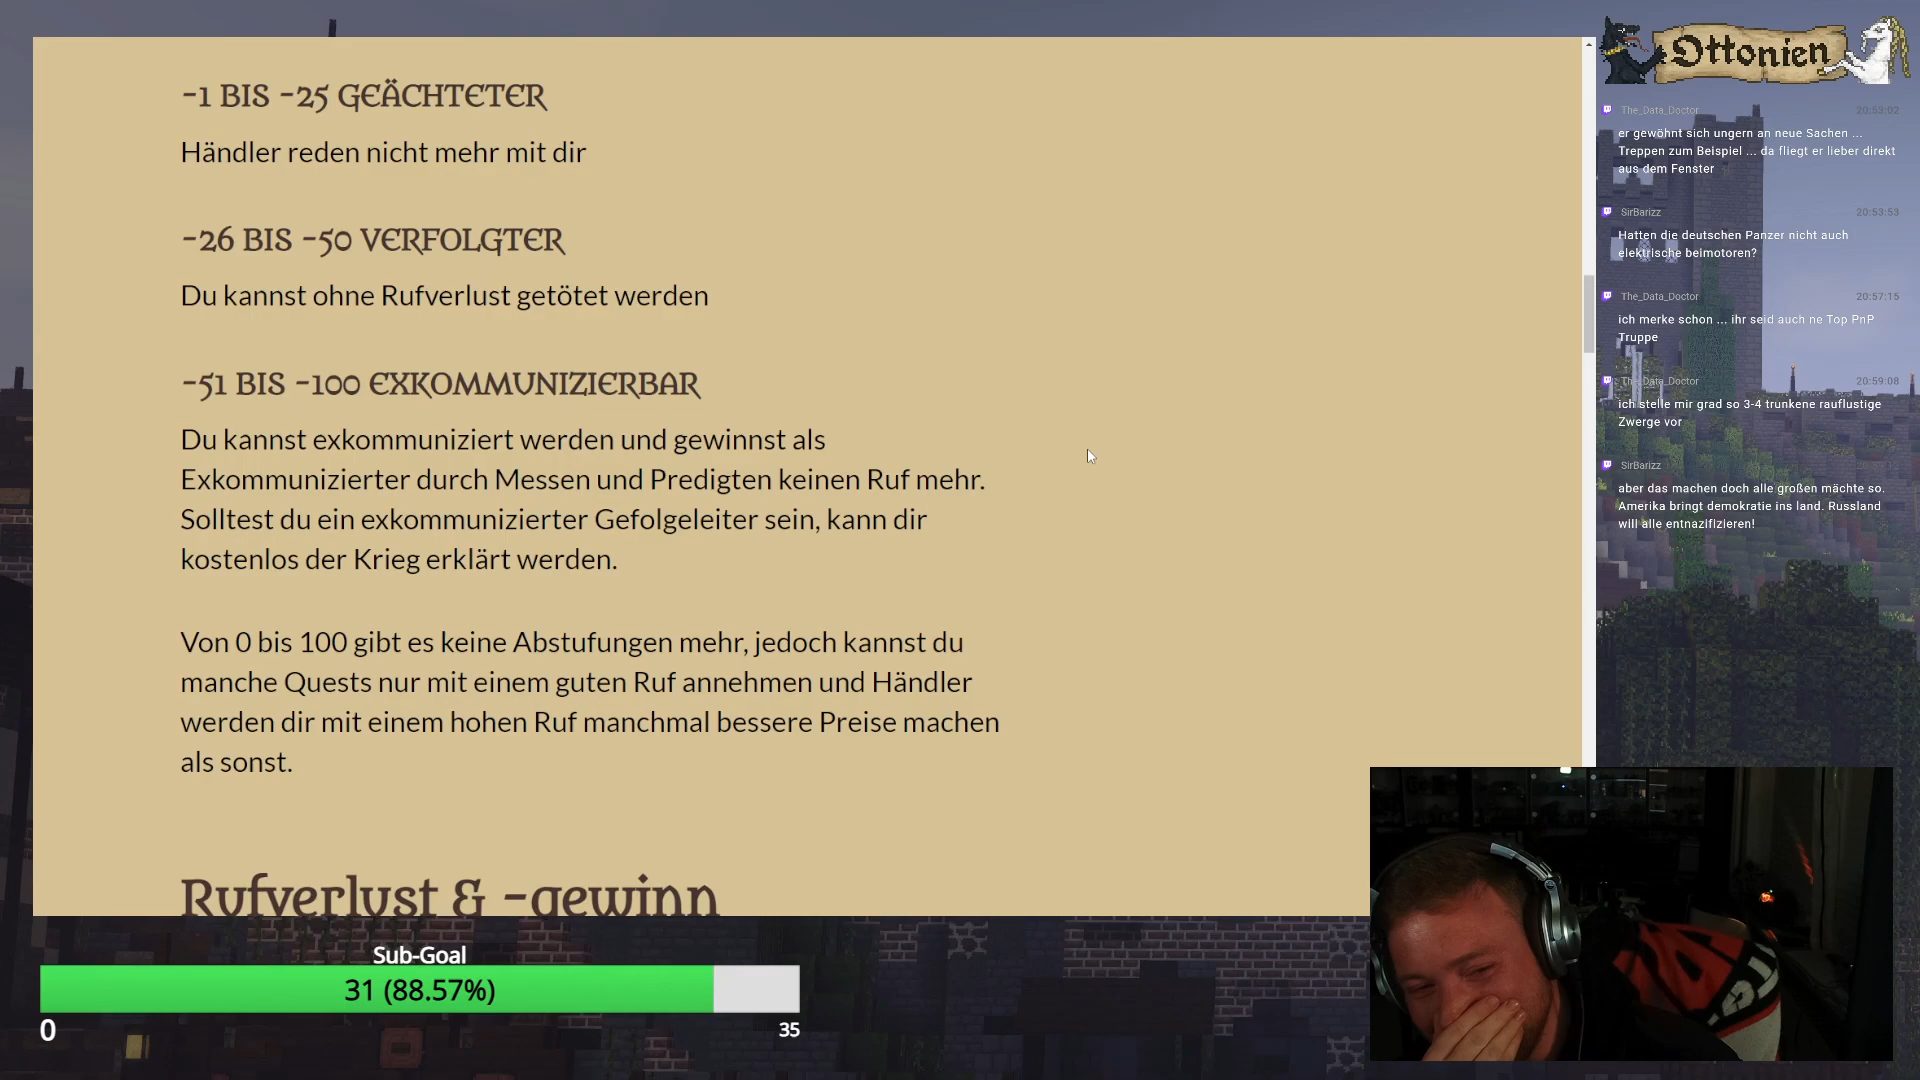 -1 BIS -25 GEÄCHTETER
Händler reden nicht mehr mit dir
-26 BIS -50 VERFOLGTER
Du kannst ohne Rufverlust getötet werden
-51 BIS -100 EXKOMMUNIZIERBAR
Du kannst exkommuniziert werden und gewinnst als
Exkommunizierter durch Messen und Predigten keinen Ruf mehr.
Solltest du ein exkommunizierter Gefolgeleiter sein, kann dir
kostenlos der Krieg erklärt werden.
Von 0 bis 100 gibt es keine Abstufungen mehr, jedoch kannst du
manche Quests nur mit einem guten Ruf annehmen und Händler
werden dir mit einem hohen Ruf manchmal bessere Preise machen
als sonst.
Rufverlust & -gewinn
Sub-Goal
31 (88.57%)
0
35
Ottonien
The_Data_Doctor 20:53:02
er gewöhnt sich ungern an neue Sachen ...
Treppen zum Beispiel ... da fliegt er lieber direkt
aus dem Fenster
SirBarizz 20:53:53
Hatten die deutschen Panzer nicht auch
elektrische beimotoren?
The_Data_Doctor 20:57:15
ich merke schon ... ihr seid auch ne Top PnP
Truppe
The_Data_Doctor 20:59:08
ich stelle mir grad so 3-4 trunkene rauflustige
Zwerge vor
SirBarizz
aber das machen doch alle großen mächte so.
Amerika bringt demokratie ins land. Russland
will alle entnazifizieren!